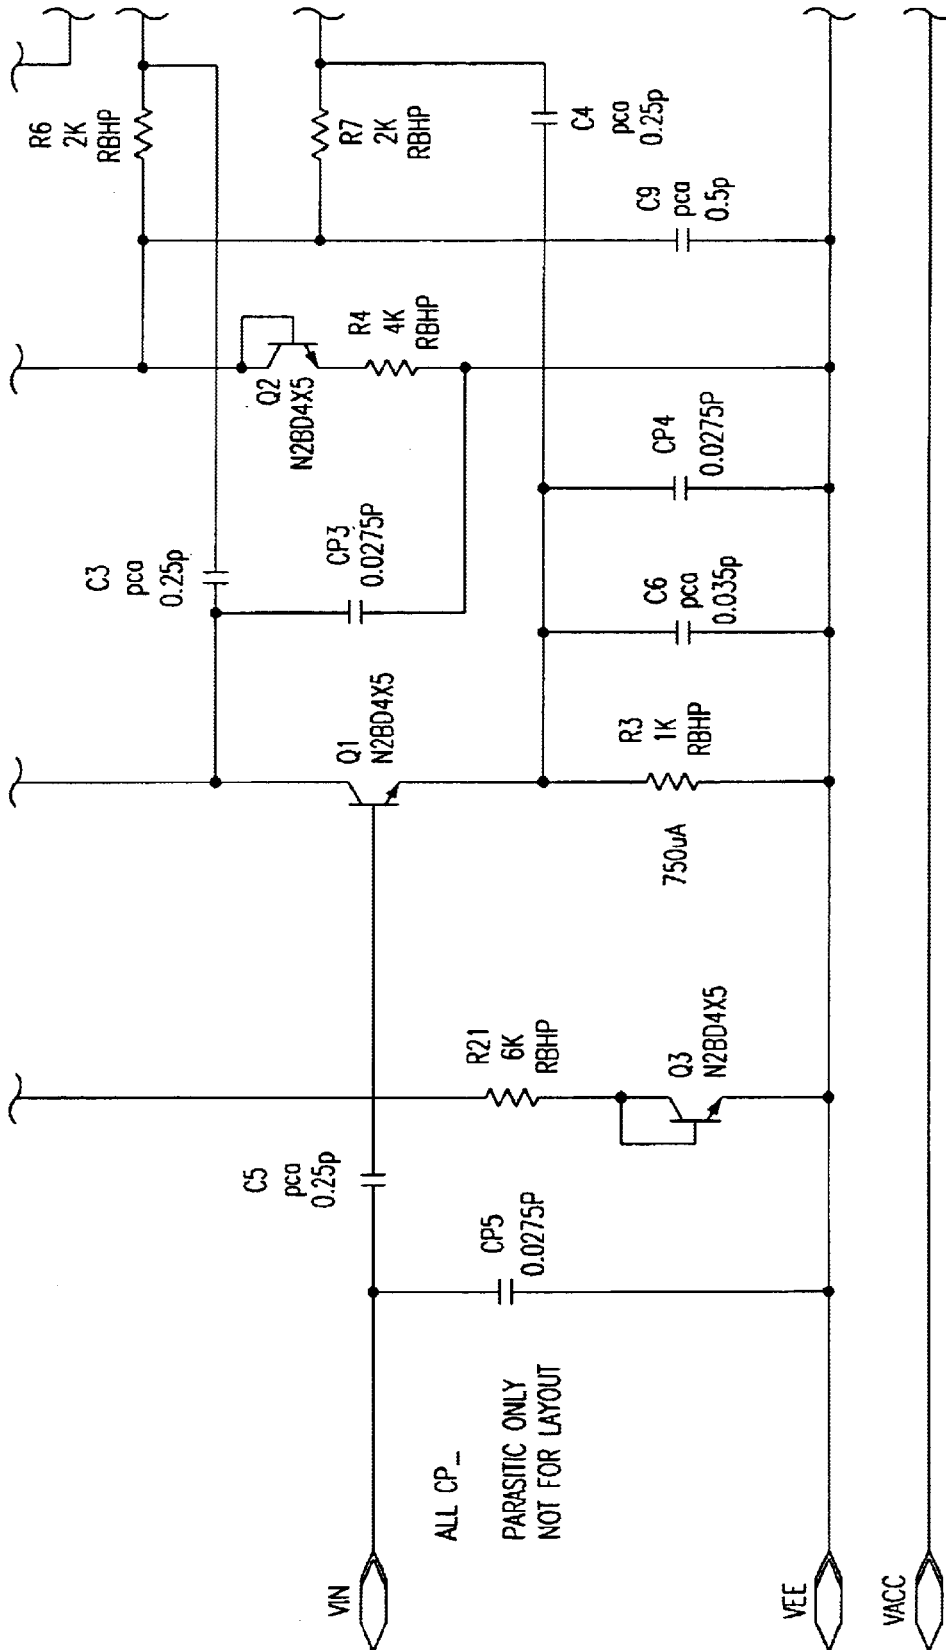 R6
2K
RBHP
R7
2K
RBHP
C4
pca
0.25p
C9
pca
0.5p
Q2
N2BD4X5
R4
4K
RBHP
C3
pca
0.25p
CP3
0.0275P
CP4
0.0275P
C6
pca
0.035p
Q1
N2BD4X5
R3
1K
RBHP
750uA
R21
6K
RBHP
Q3
N2BD4X5
C5
pca
0.25p
CP5
0.0275P
ALL CP_
PARASITIC ONLY
NOT FOR LAYOUT
VIN
VEE
VACC